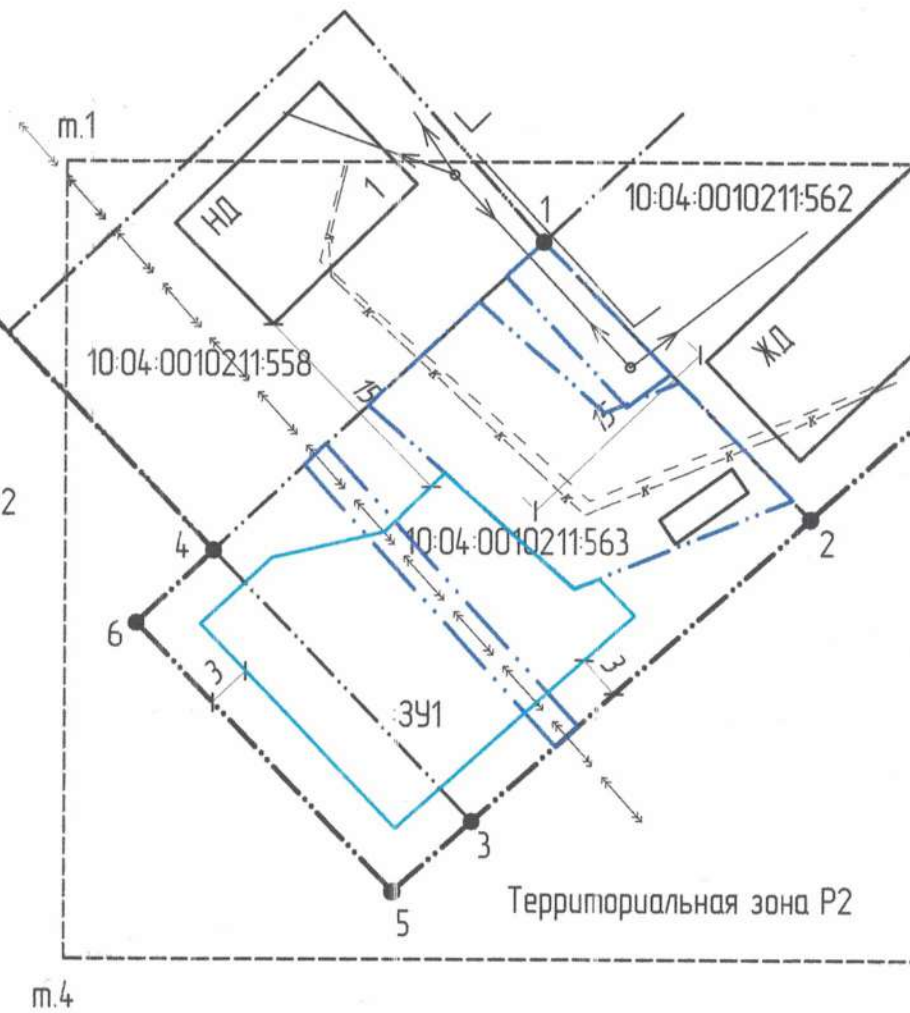 т.1
НД
1
1
10:04:0010211:562
ЖД
10:04:0010211:558
15
15
к
к
к
к
к
к
2
4
10:04:0010211:563
2
6
3
3
:ЗУ1
3
5
Территориальная зона Р2
т.4